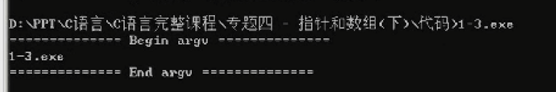 D:\PPT\C语言\C语言完整课程\专题四 - 指针和数组(下)\代码>1-3.exe
-------------- Begin argv --------------
1-3.exe
============== End argv ==============